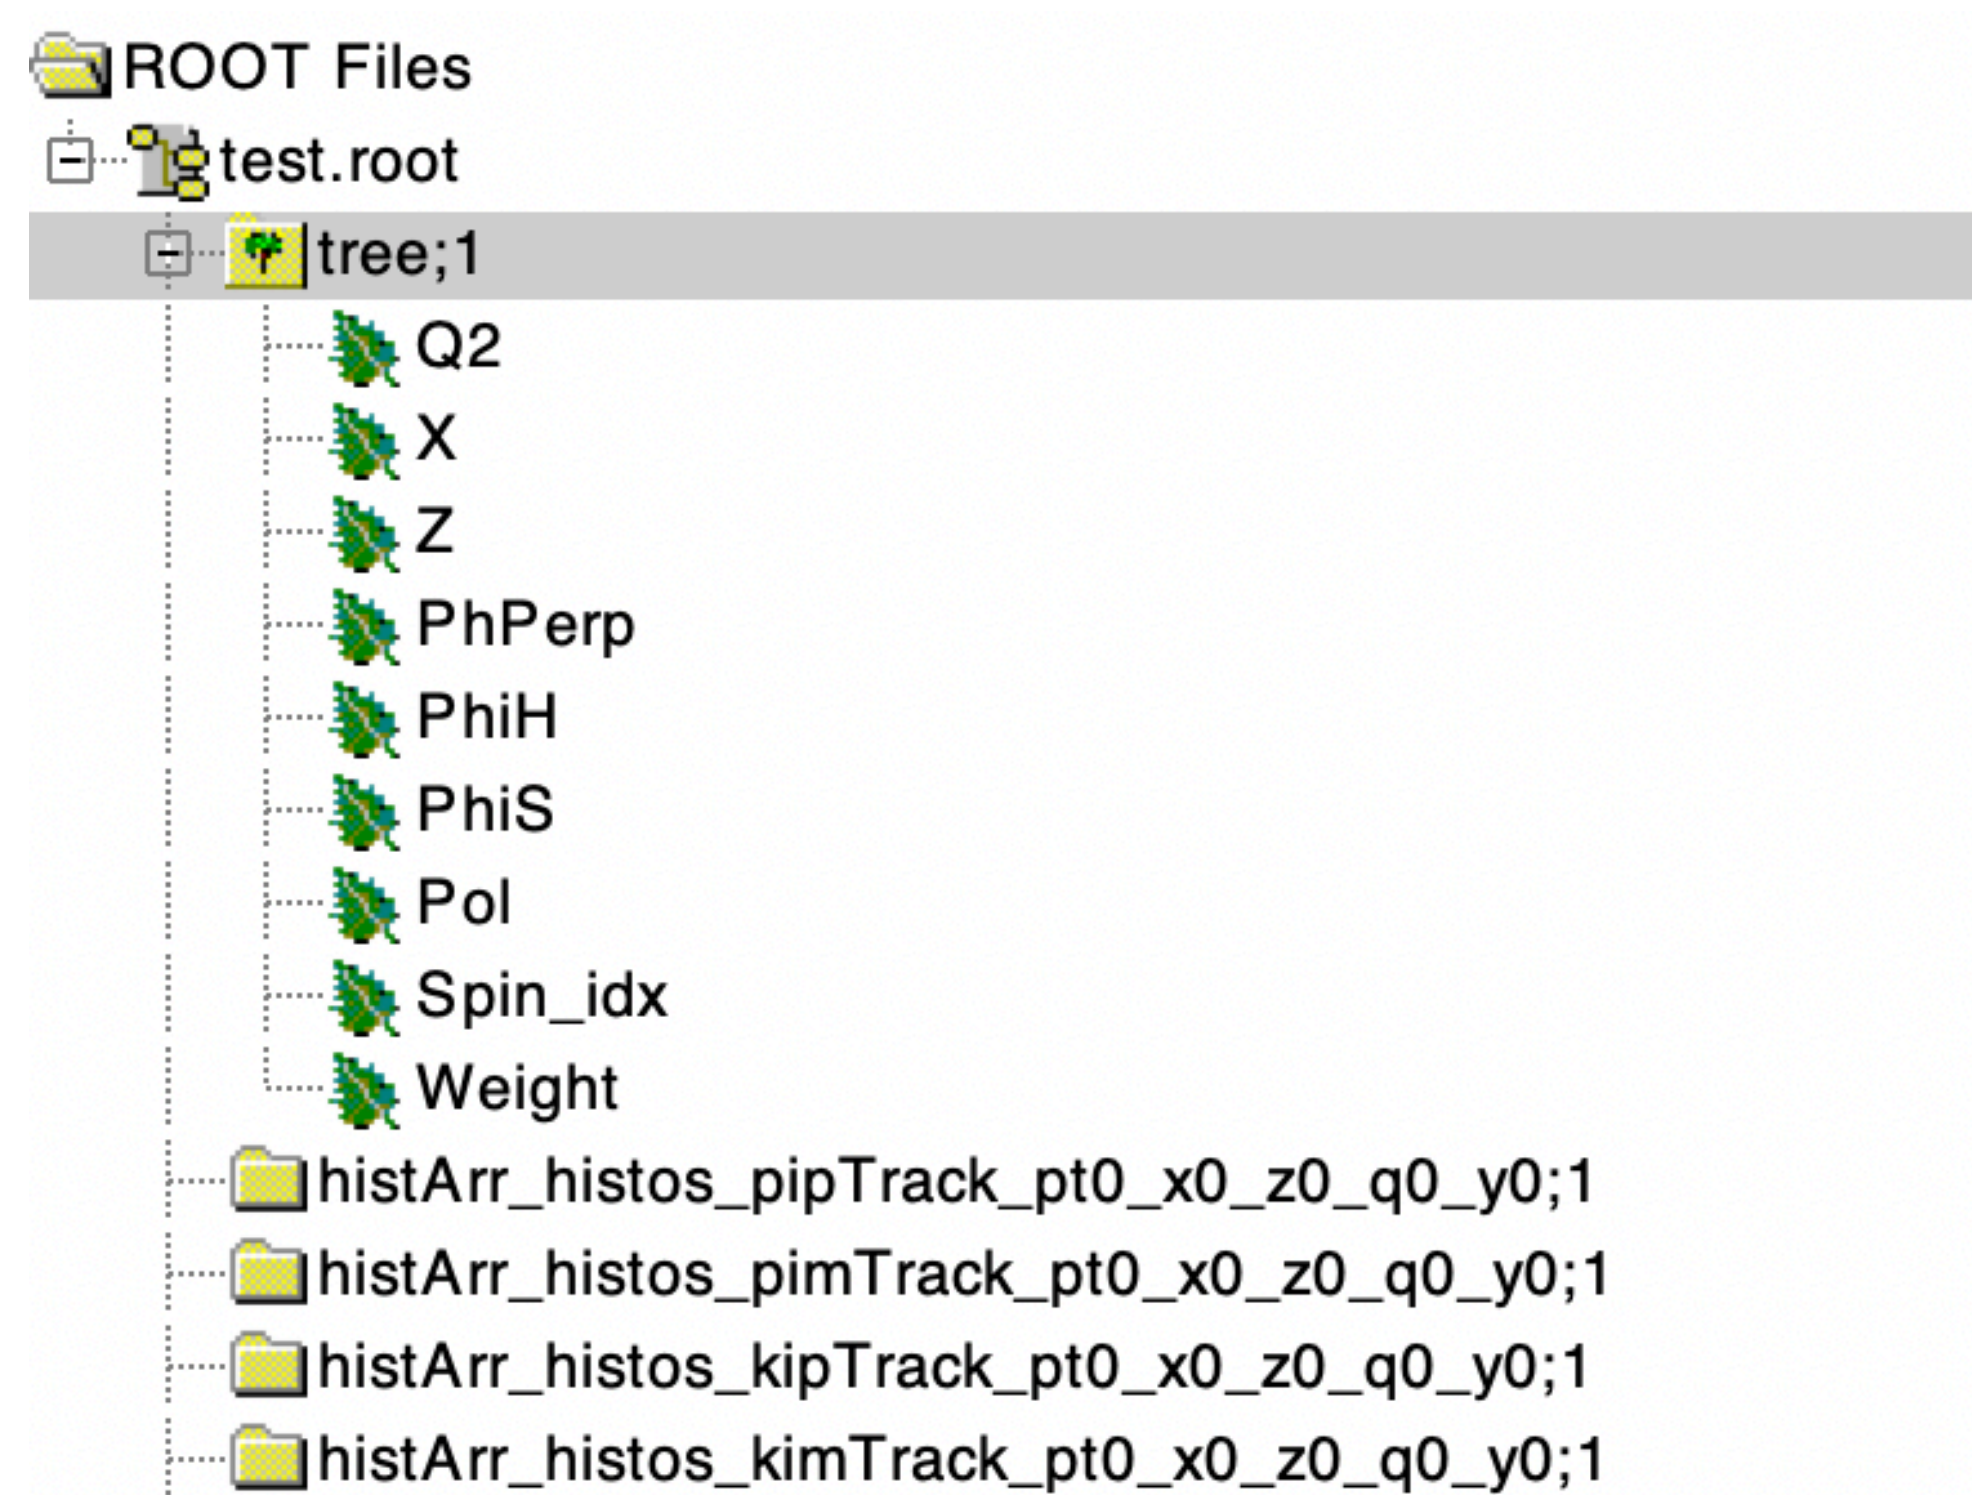 ROOT Files
test.root
tree;1
Q2
X
Z
PhPerp
PhiH
PhiS
Pol
Spin_idx
Weight
histArr_histos_pipTrack_pt0_x0_z0_q0_y0;1
histArr_histos_pimTrack_pt0_x0_z0_q0_y0;1
histArr_histos_kipTrack_pt0_x0_z0_q0_y0;1
histArr_histos_kimTrack_pt0_x0_z0_q0_y0;1